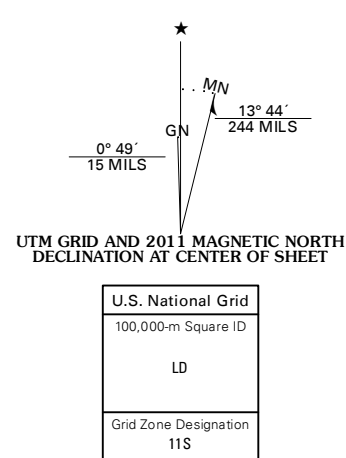 ★
MN
13° 44´
244 MILS
GN
0° 49´
15 MILS
UTM GRID AND 2011 MAGNETIC NORTH
DECLINATION AT CENTER OF SHEET
U.S. National Grid
100,000-m Square ID
LD
Grid Zone Designation
11S